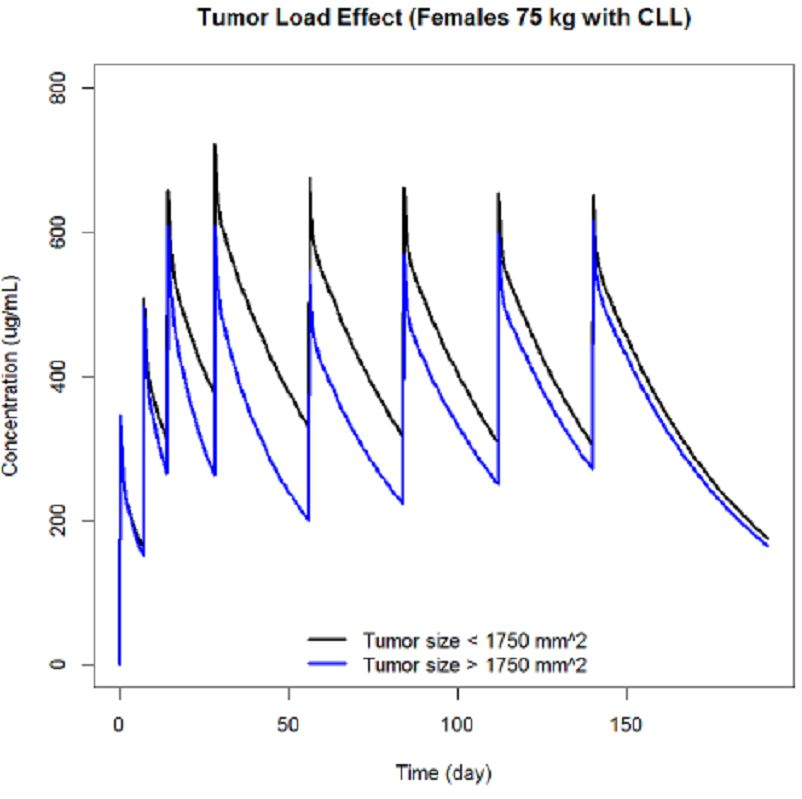 Tumor Load Effect (Females 75 kg with CLL)
800
600
400
200
0
Concentration (ug/mL)
Tumor size < 1750 mm^2
Tumor size > 1750 mm^2
0 50 100 150
Time (day)